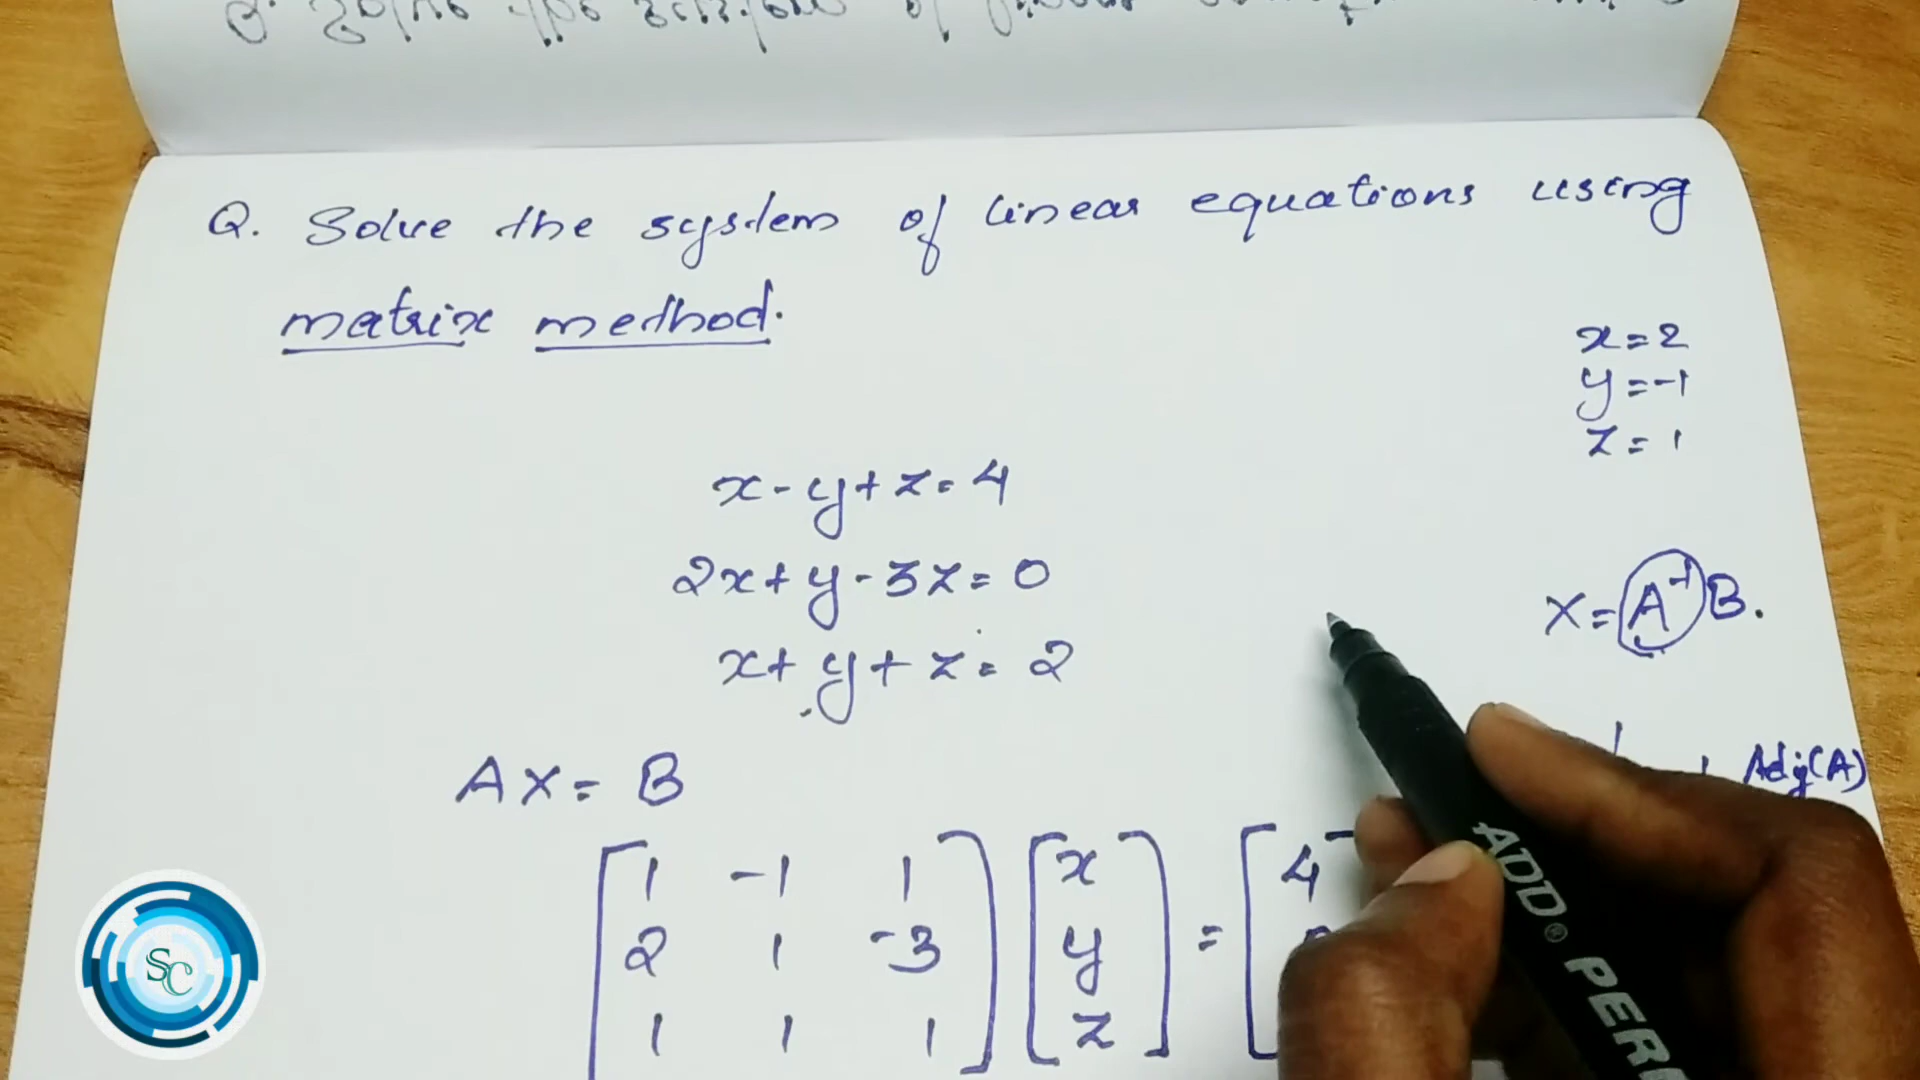 Q. Solve the system of linear equations using
matrix method.
x=2
y=-1
z=1
x-y+z=4
2x+y-3z=0
x+y+z=2
X=A⁻¹B.
AX=B
Adj(A)
[1 -1 1] [x] = [4
[2 1 -3] [y]
[1 1 1] [z]
SC
ADD® PER